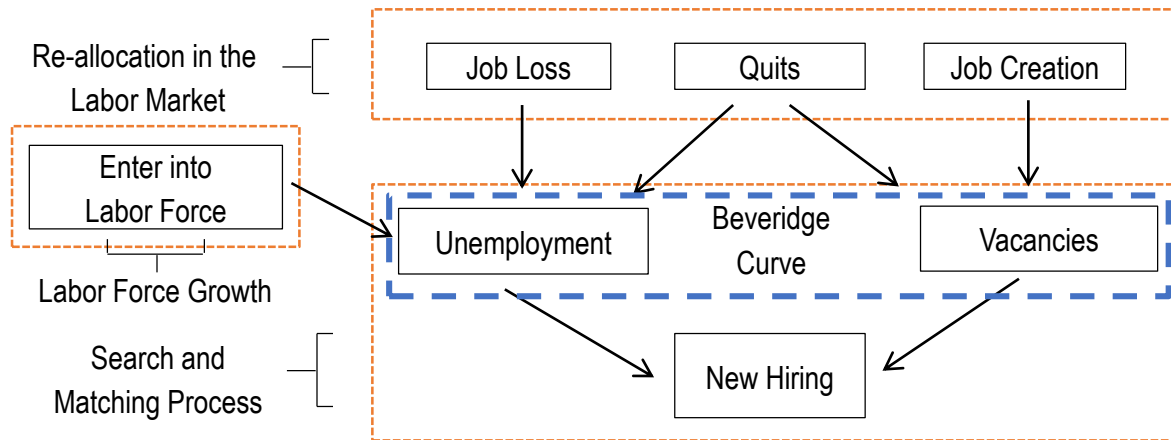 Re-allocation in the
Labor Market
Job Loss
Quits
Job Creation
Enter into
Labor Force
Labor Force Growth
Unemployment
Beveridge
Curve
Vacancies
Search and
Matching Process
New Hiring